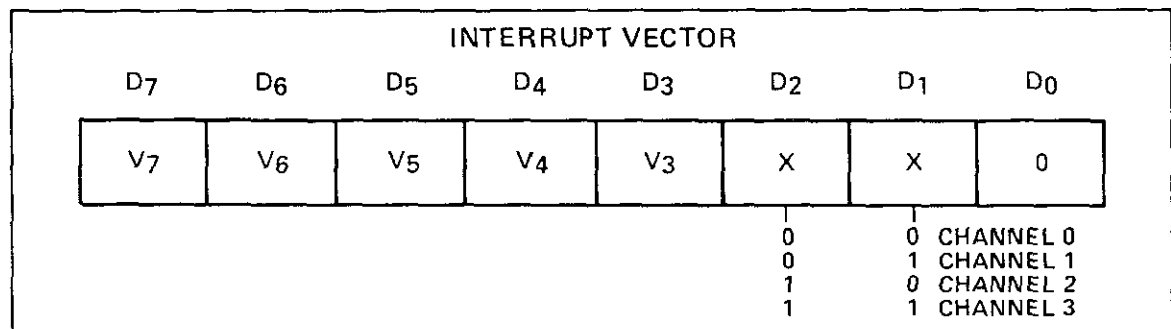 INTERRUPT VECTOR
D7 D6 D5 D4 D3 D2 D1 D0
V7 V6 V5 V4 V3 X X 0
0 0 CHANNEL 0
0 1 CHANNEL 1
1 0 CHANNEL 2
1 1 CHANNEL 3